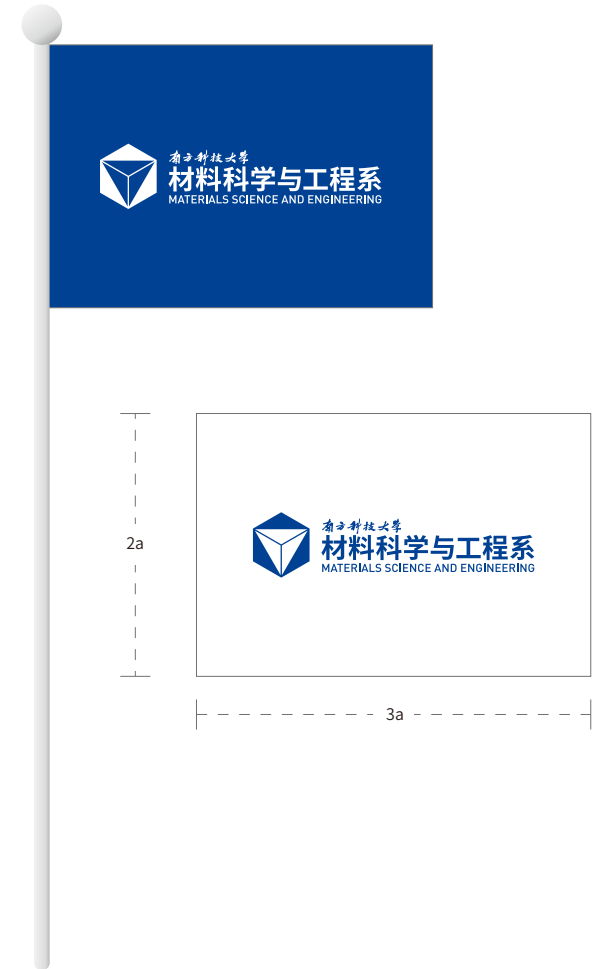 南方科技大学
材料科学与工程系
MATERIALS SCIENCE AND ENGINEERING
2a
南方科技大学
材料科学与工程系
MATERIALS SCIENCE AND ENGINEERING
3a